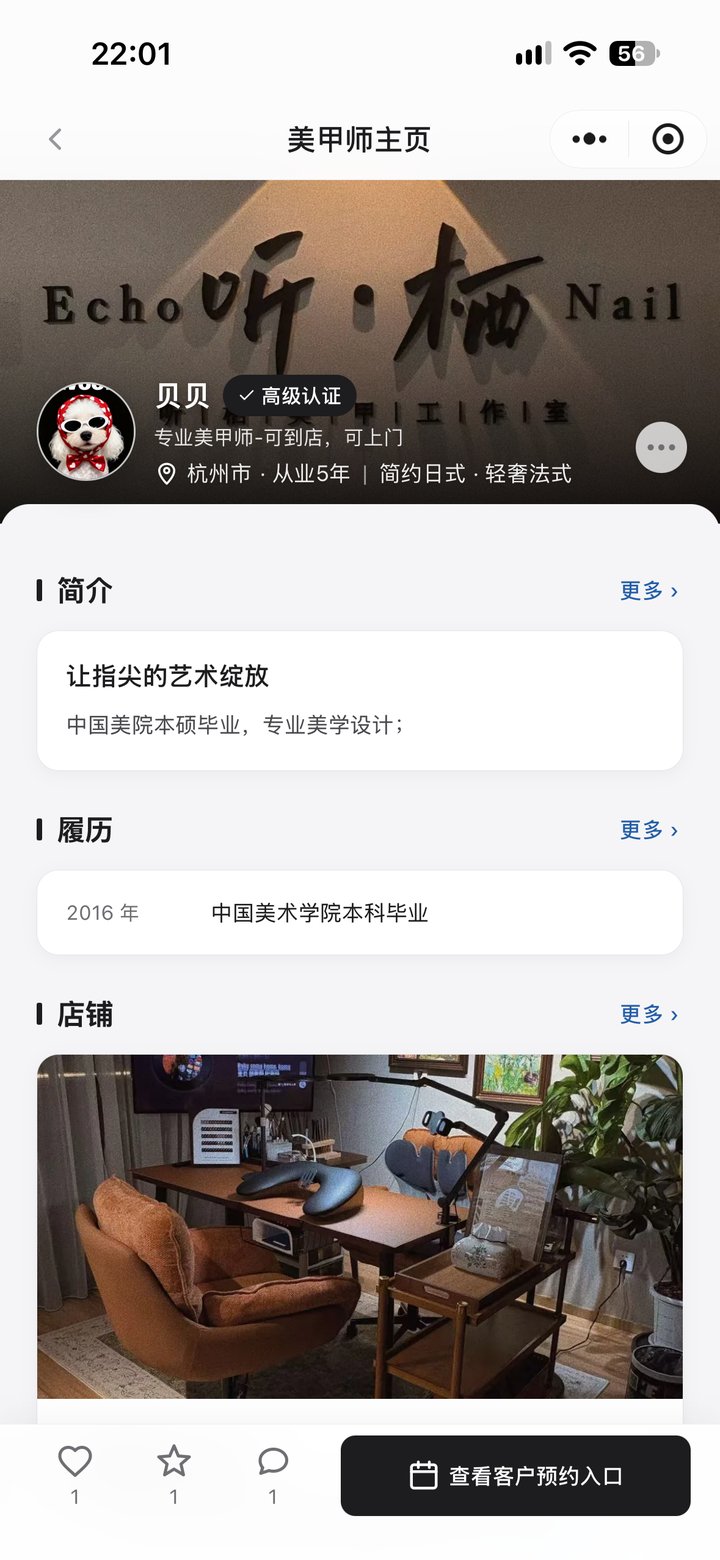 22:01
56
美甲师主页
Echo 听·栖 Nail
贝贝 高级认证
专业美甲师-可到店，可上门
杭州市 · 从业5年 | 简约日式 · 轻奢法式
简介 更多 ›
让指尖的艺术绽放
中国美院本硕毕业，专业美学设计；
履历 更多 ›
2016 年 中国美术学院本科毕业
店铺 更多 ›
1 1 1
查看客户预约入口